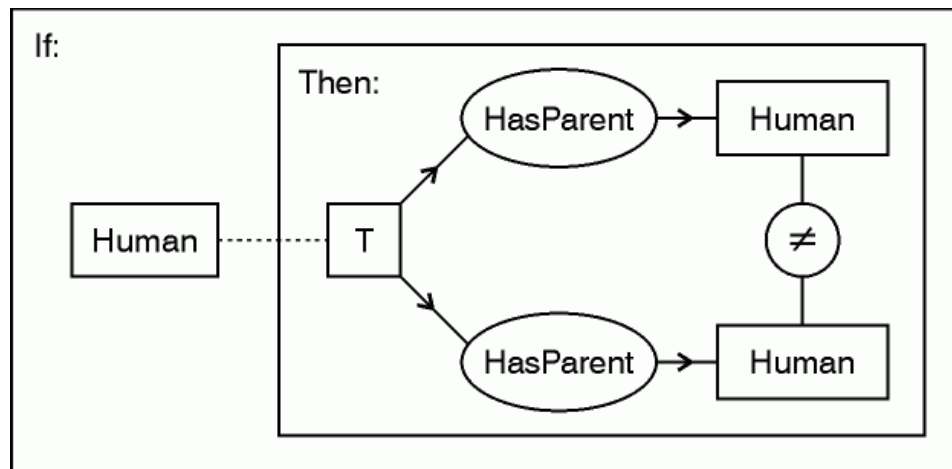 If:
Then:
HasParent
Human
Human
T
≠
HasParent
Human